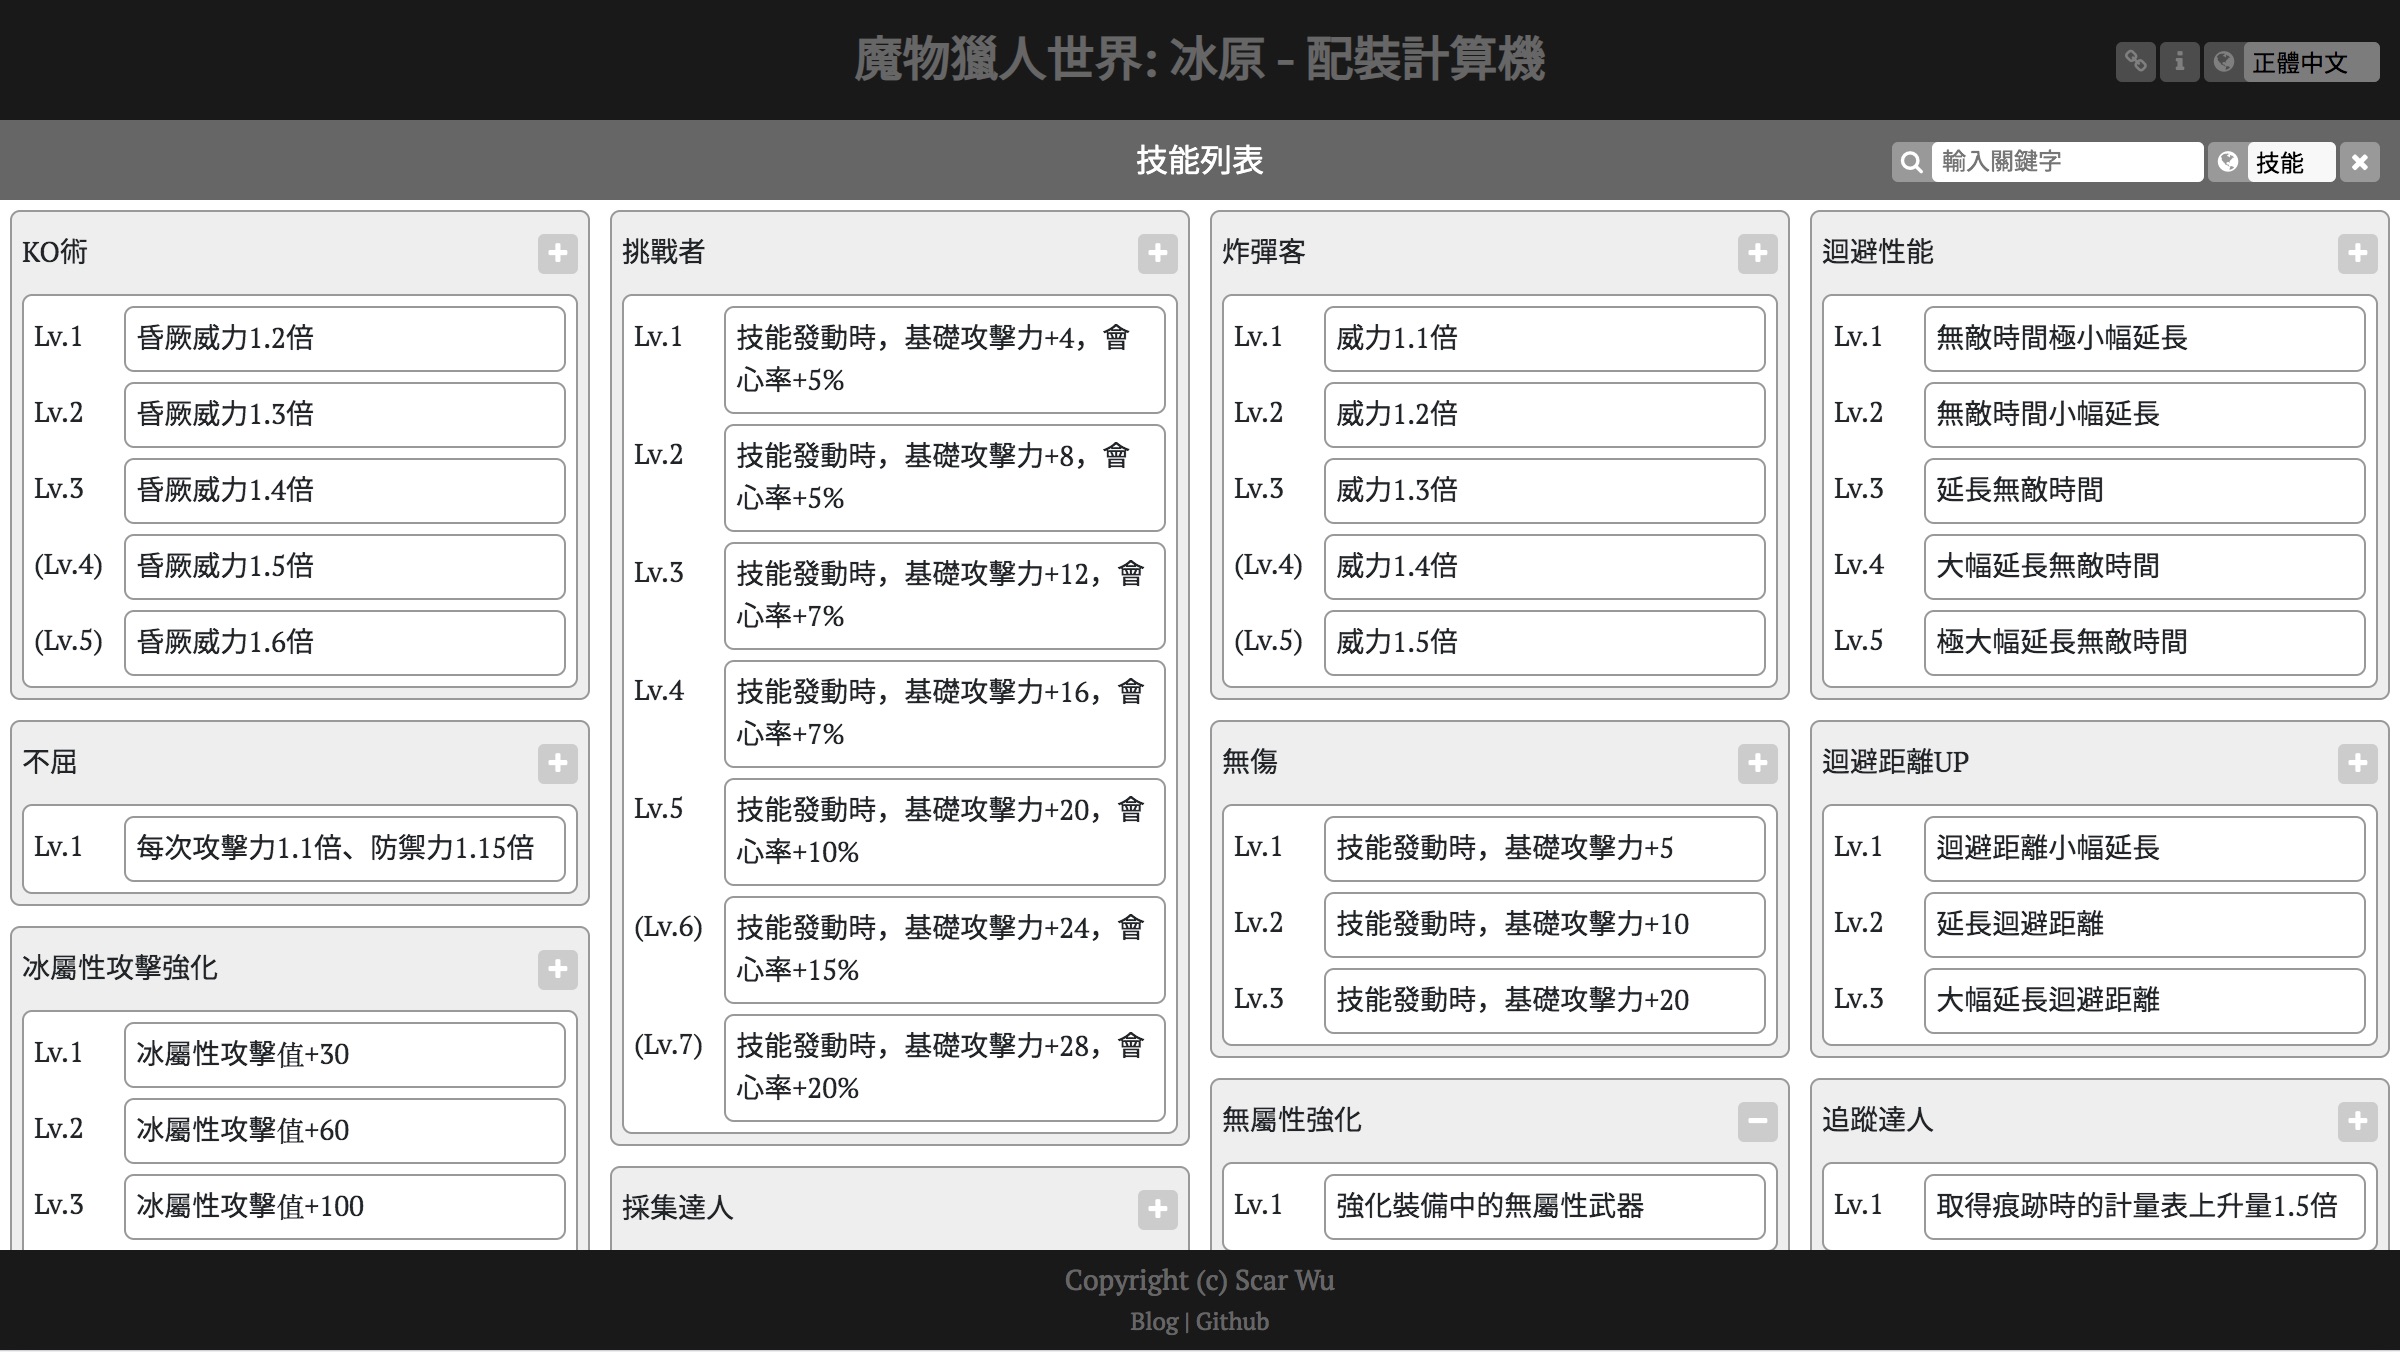 魔物獵人世界: 冰原 - 配裝計算機
正體中文
技能列表
輸入關鍵字
技能
KO術
Lv.1 昏厥威力1.2倍
Lv.2 昏厥威力1.3倍
Lv.3 昏厥威力1.4倍
(Lv.4) 昏厥威力1.5倍
(Lv.5) 昏厥威力1.6倍
不屈
Lv.1 每次攻擊力1.1倍、防禦力1.15倍
冰屬性攻擊強化
Lv.1 冰屬性攻擊值+30
Lv.2 冰屬性攻擊值+60
Lv.3 冰屬性攻擊值+100
挑戰者
Lv.1 技能發動時，基礎攻擊力+4，會
心率+5%
Lv.2 技能發動時，基礎攻擊力+8，會
心率+5%
Lv.3 技能發動時，基礎攻擊力+12，會
心率+7%
Lv.4 技能發動時，基礎攻擊力+16，會
心率+7%
Lv.5 技能發動時，基礎攻擊力+20，會
心率+10%
(Lv.6) 技能發動時，基礎攻擊力+24，會
心率+15%
(Lv.7) 技能發動時，基礎攻擊力+28，會
心率+20%
採集達人
炸彈客
Lv.1 威力1.1倍
Lv.2 威力1.2倍
Lv.3 威力1.3倍
(Lv.4) 威力1.4倍
(Lv.5) 威力1.5倍
無傷
Lv.1 技能發動時，基礎攻擊力+5
Lv.2 技能發動時，基礎攻擊力+10
Lv.3 技能發動時，基礎攻擊力+20
無屬性強化
Lv.1 強化裝備中的無屬性武器
迴避性能
Lv.1 無敵時間極小幅延長
Lv.2 無敵時間小幅延長
Lv.3 延長無敵時間
Lv.4 大幅延長無敵時間
Lv.5 極大幅延長無敵時間
迴避距離UP
Lv.1 迴避距離小幅延長
Lv.2 延長迴避距離
Lv.3 大幅延長迴避距離
追蹤達人
Lv.1 取得痕跡時的計量表上升量1.5倍
Copyright (c) Scar Wu
Blog | Github